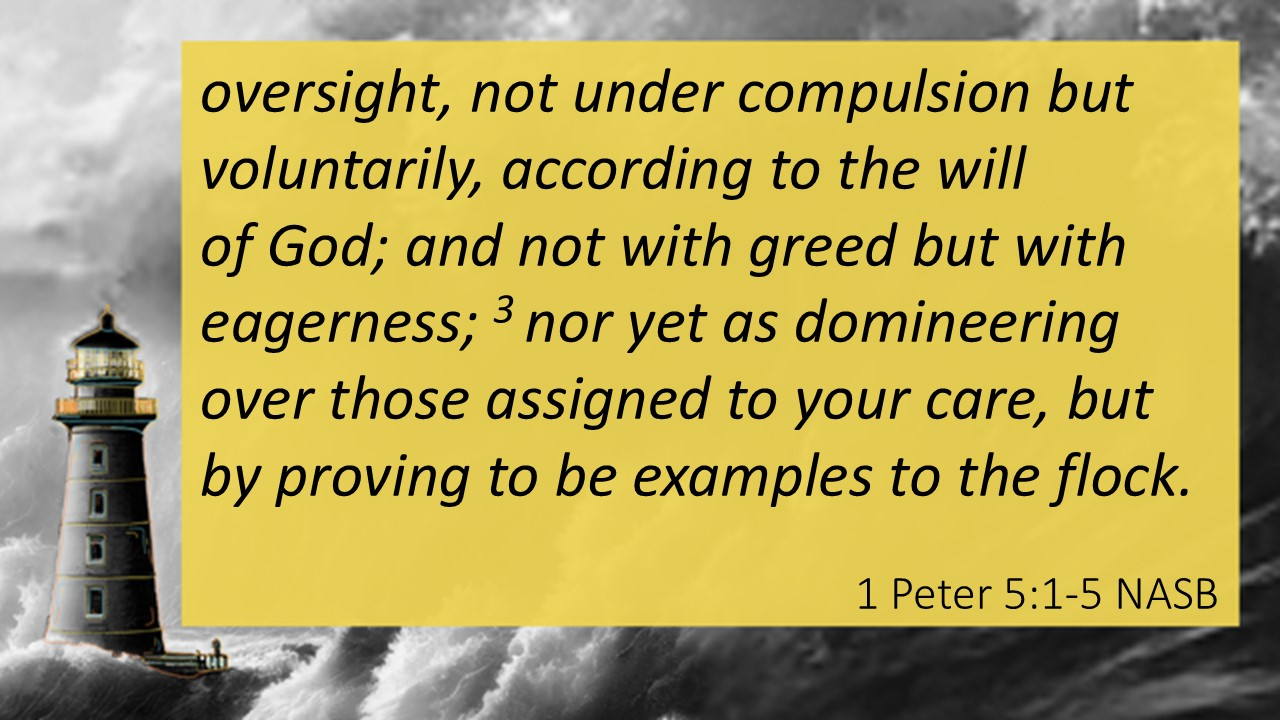 oversight, not under compulsion but
voluntarily, according to the will
of God; and not with greed but with
eagerness; ³ nor yet as domineering
over those assigned to your care, but
by proving to be examples to the flock.
1 Peter 5:1-5 NASB